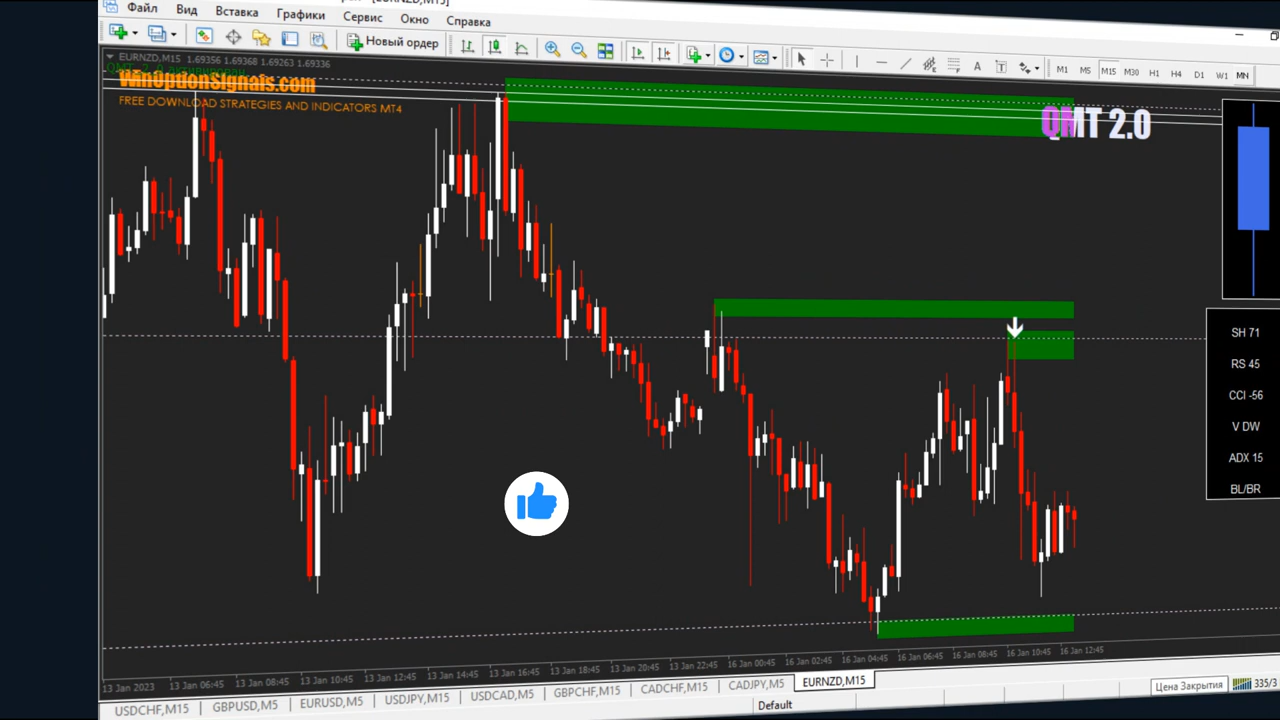 [EURNZD,M15]
Файл Вид Вставка Графики Сервис Окно Справка
Новый ордер
A T M1 M5 M15 M30 H1 H4 D1 W1 MN
EURNZD,M15 1.69356 1.69368 1.69263 1.69336
QMT 2.0 активирован
WinOptionSignals.com
FREE DOWNLOAD STRATEGIES AND INDICATORS MT4
QMT 2.0
SH 71
RS 45
CCI -56
V DW
ADX 15
BL/BR
13 Jan 2023 13 Jan 06:45 13 Jan 08:45 13 Jan 10:45 13 Jan 12:45 13 Jan 14:45 13 Jan 16:45 13 Jan 18:45 13 Jan 20:45 13 Jan 22:45 16 Jan 00:45 16 Jan 02:45 16 Jan 04:45 16 Jan 06:45 16 Jan 08:45 16 Jan 10:45 16 Jan 12:45
USDCHF,M15 GBPUSD,M5 EURUSD,M5 USDJPY,M15 USDCAD,M5 GBPCHF,M15 CADCHF,M15 CADJPY,M5 EURNZD,M15
Default Цена Закрытия 335/3